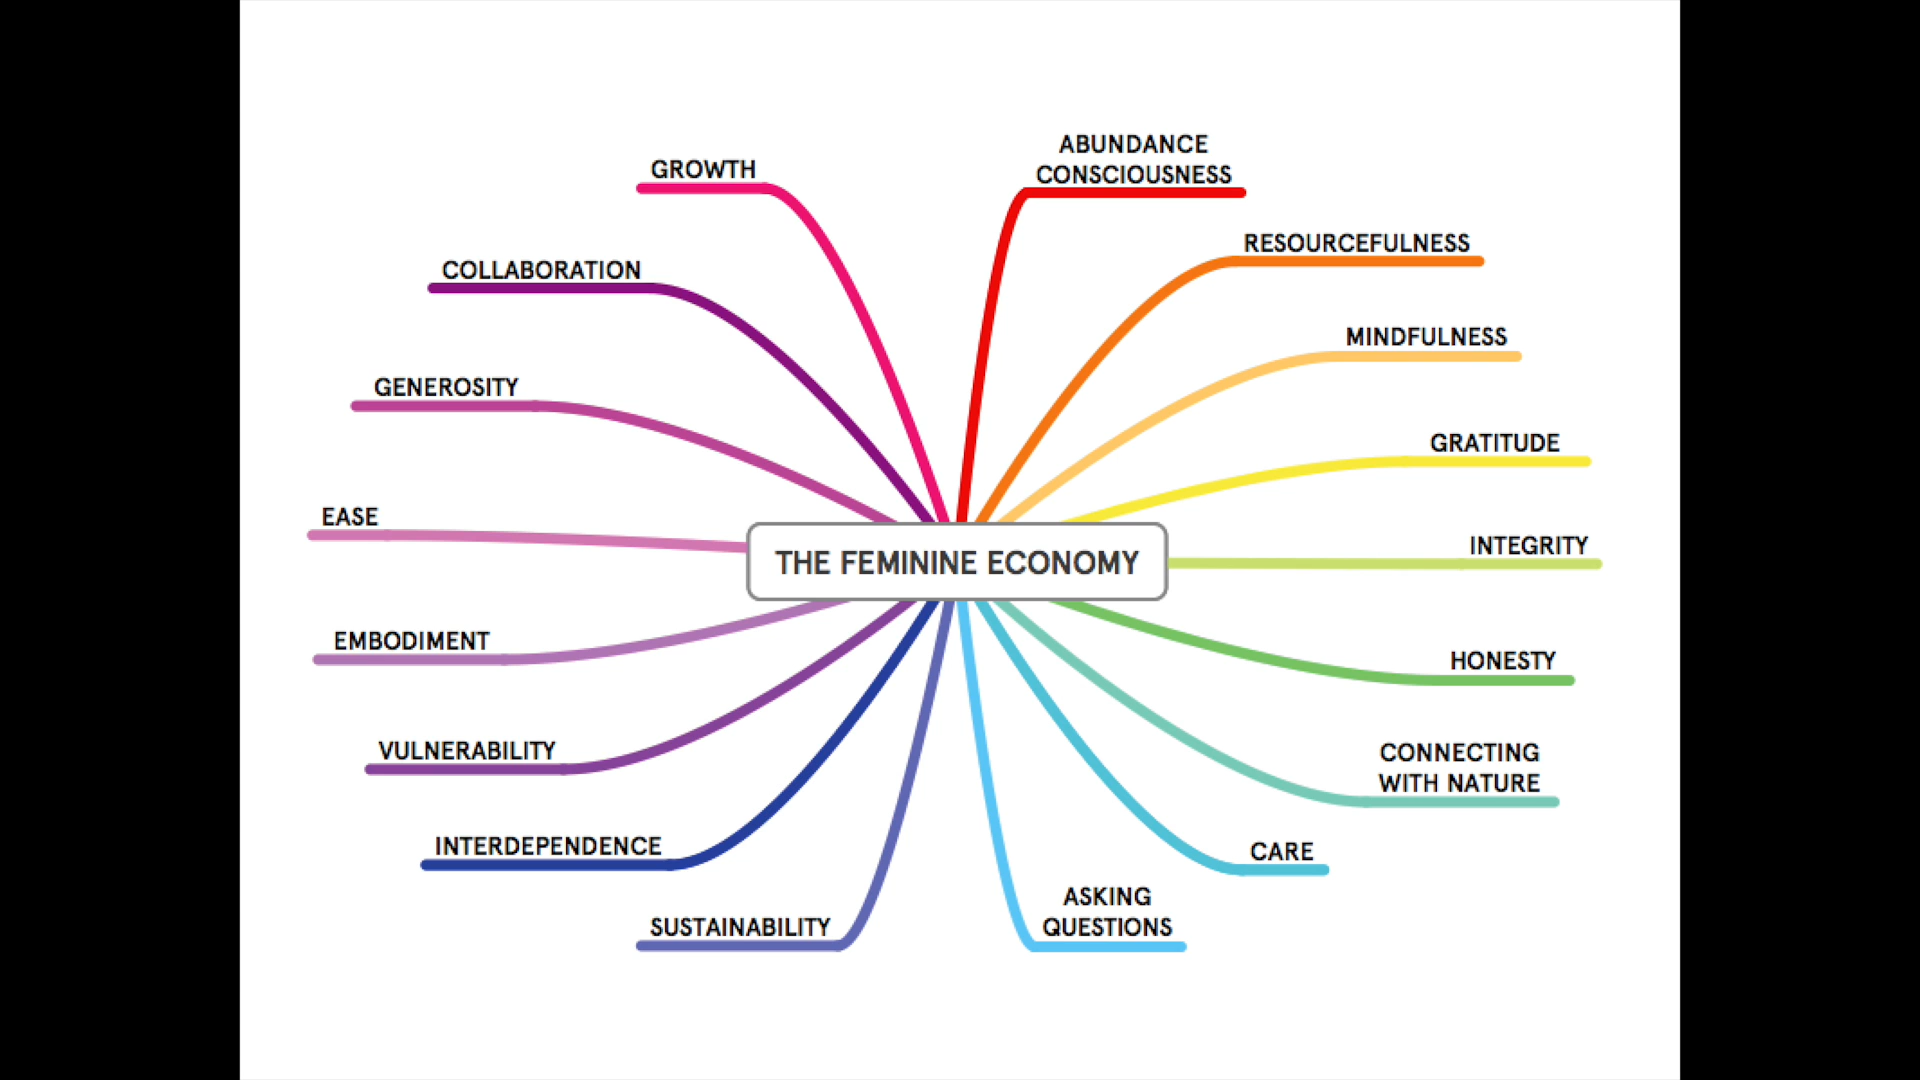 ABUNDANCE
CONSCIOUSNESS
GROWTH
RESOURCEFULNESS
COLLABORATION
MINDFULNESS
GENEROSITY
GRATITUDE
EASE
INTEGRITY
THE FEMININE ECONOMY
EMBODIMENT
HONESTY
VULNERABILITY
CONNECTING
WITH NATURE
INTERDEPENDENCE
CARE
SUSTAINABILITY
ASKING
QUESTIONS